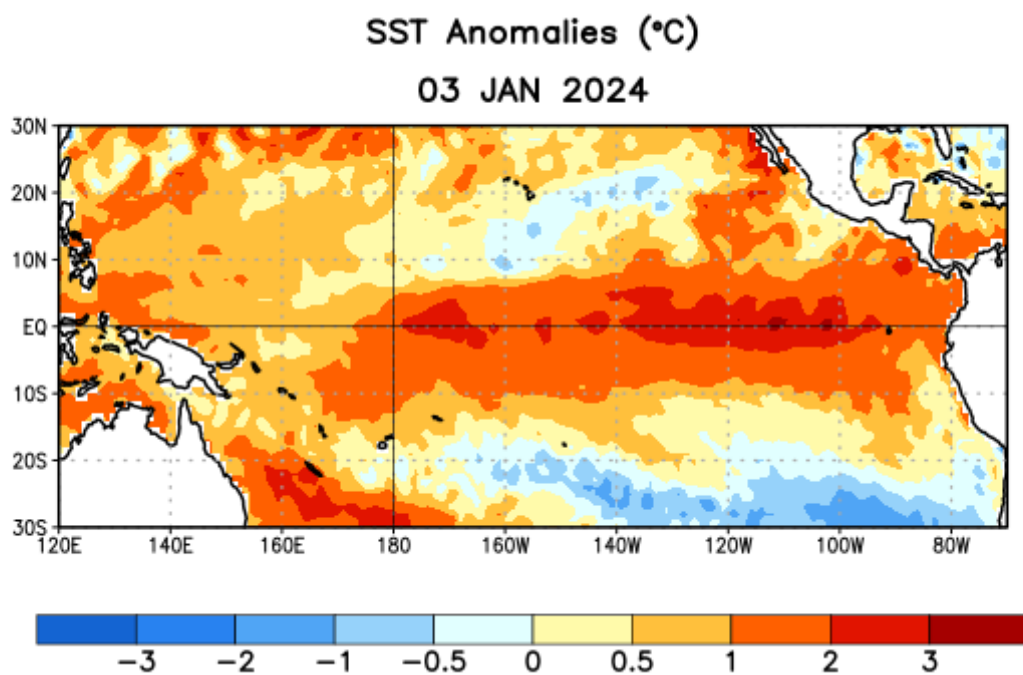 SST Anomalies (°C)
03 JAN 2024
30N
20N
10N
EQ
10S
20S
30S
120E 140E 160E 180 160W 140W 120W 100W 80W
−3 −2 −1 −0.5 0 0.5 1 2 3